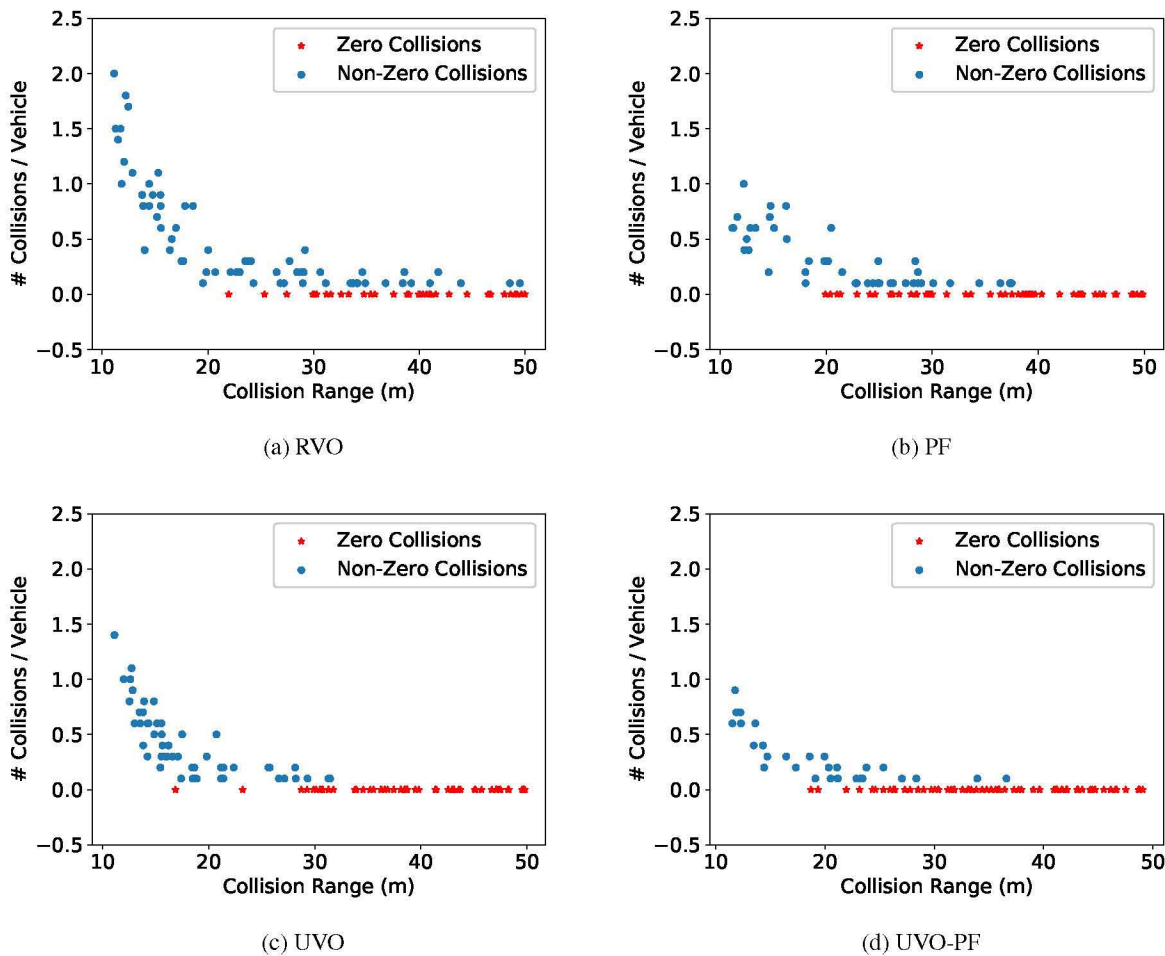 2.5
2.0
1.5
1.0
0.5
0.0
−0.5
# Collisions / Vehicle
Zero Collisions
Non-Zero Collisions
10 20 30 40 50
Collision Range (m)
(a) RVO
2.5
2.0
1.5
1.0
0.5
0.0
−0.5
# Collisions / Vehicle
Zero Collisions
Non-Zero Collisions
10 20 30 40 50
Collision Range (m)
(b) PF
2.5
2.0
1.5
1.0
0.5
0.0
−0.5
# Collisions / Vehicle
Zero Collisions
Non-Zero Collisions
10 20 30 40 50
Collision Range (m)
(c) UVO
2.5
2.0
1.5
1.0
0.5
0.0
−0.5
# Collisions / Vehicle
Zero Collisions
Non-Zero Collisions
10 20 30 40 50
Collision Range (m)
(d) UVO-PF